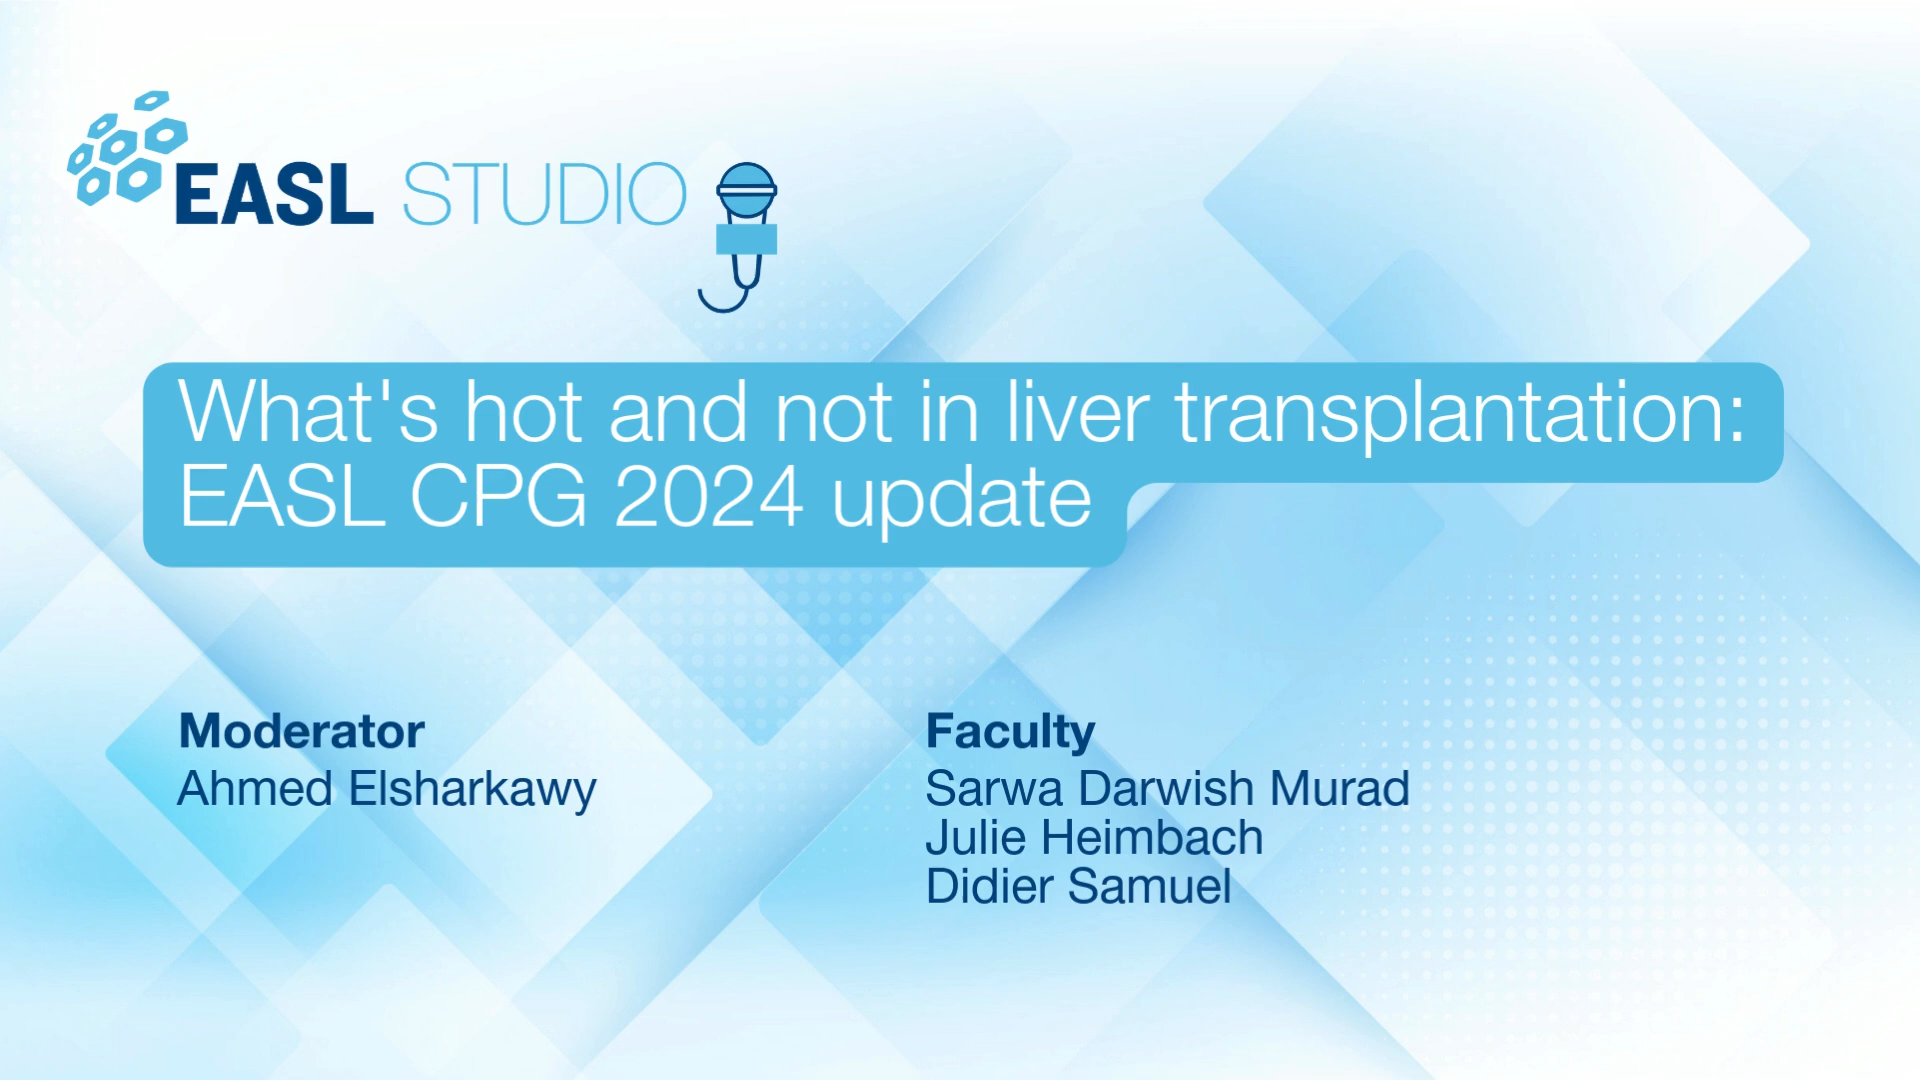 EASL STUDIO
What's hot and not in liver transplantation:
EASL CPG 2024 update
Moderator
Ahmed Elsharkawy
Faculty
Sarwa Darwish Murad
Julie Heimbach
Didier Samuel